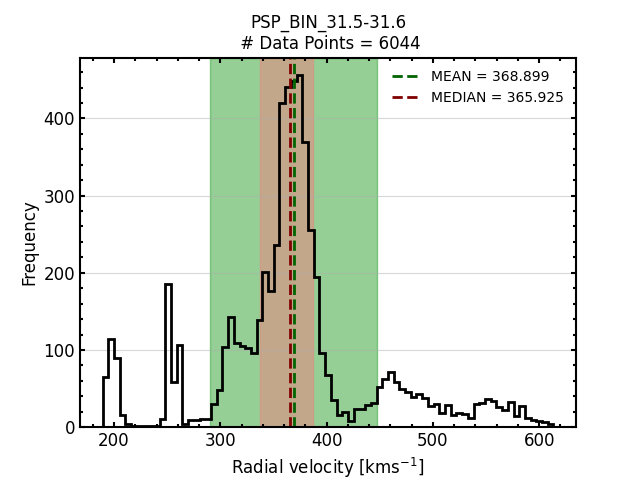 PSP_BIN_31.5-31.6
# Data Points = 6044
MEAN = 368.899
MEDIAN = 365.925
Frequency
400
300
200
100
0
200 300 400 500 600
Radial velocity [kms⁻¹]